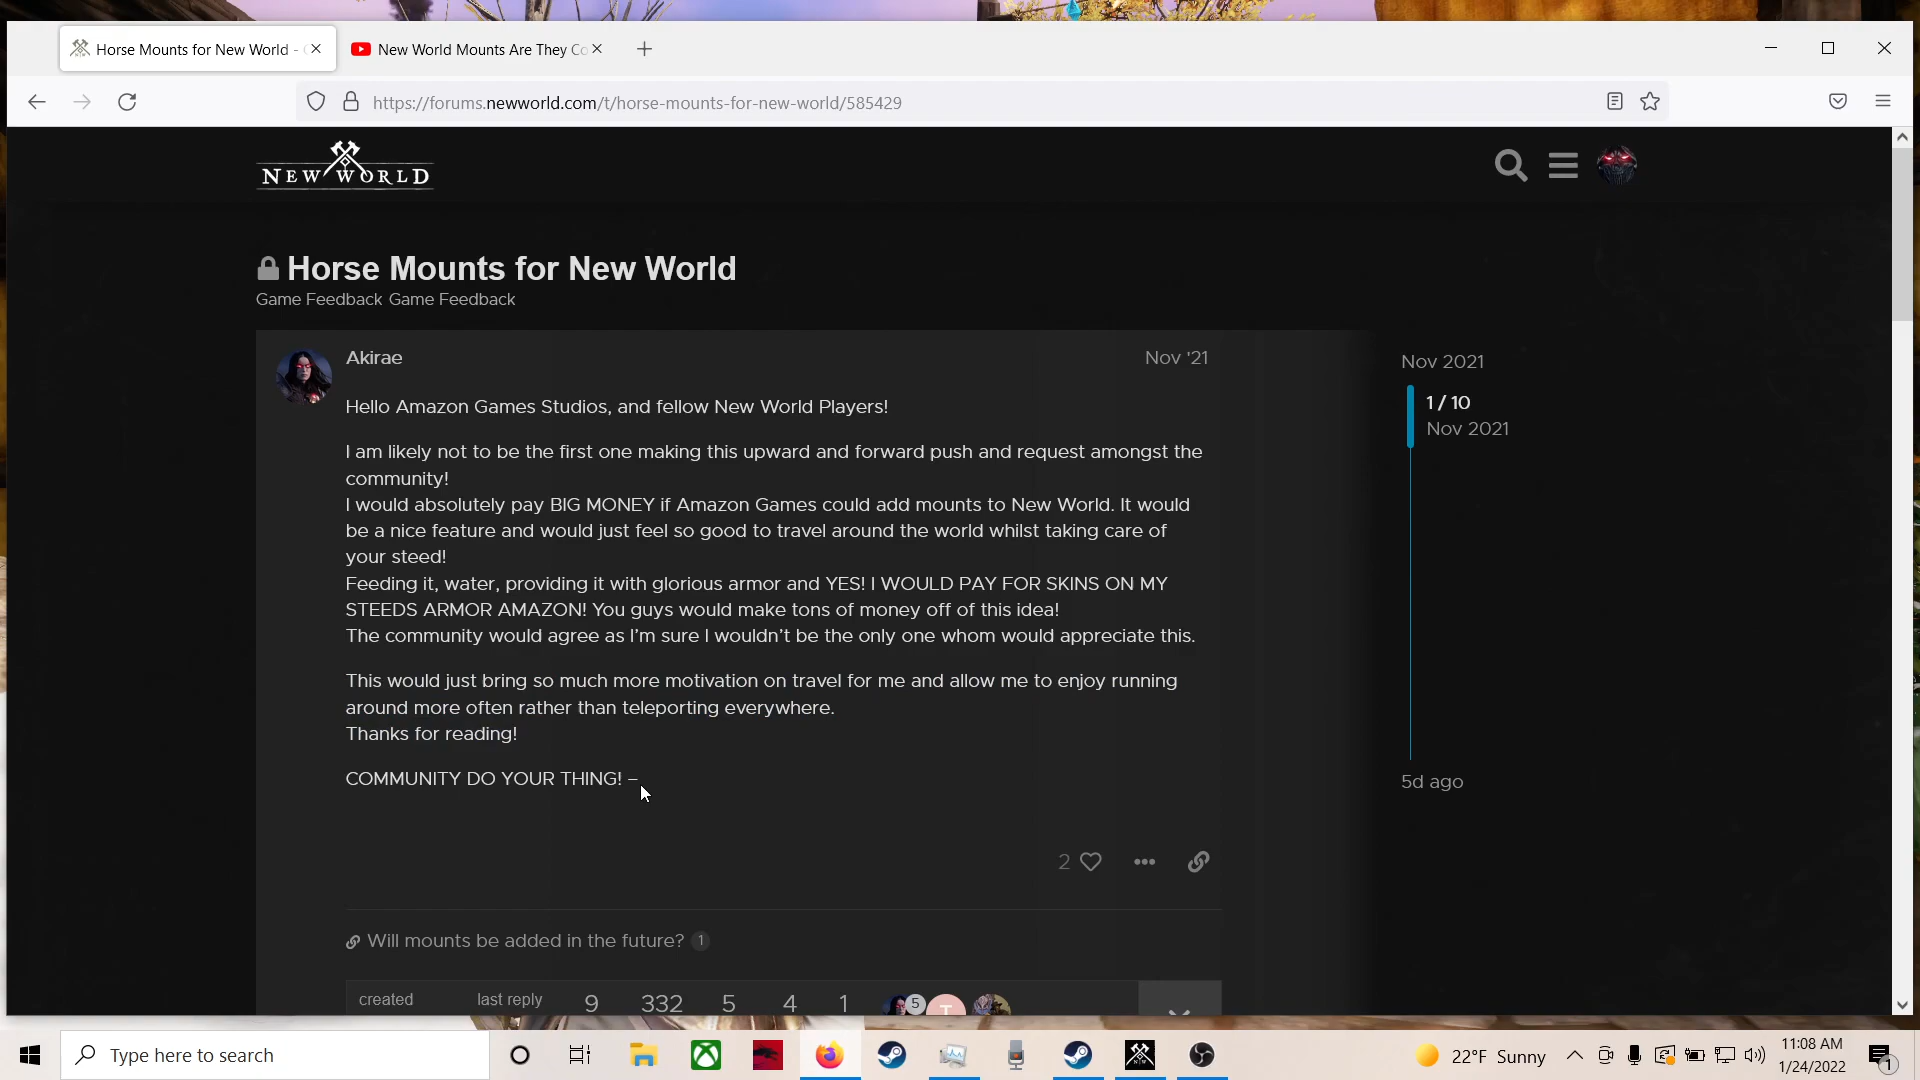 Horse Mounts for New World -
New World Mounts Are They Co
https://forums.newworld.com/t/horse-mounts-for-new-world/585429
NEW WORLD
Horse Mounts for New World
Game Feedback Game Feedback
Akirae
Nov '21
Hello Amazon Games Studios, and fellow New World Players!
I am likely not to be the first one making this upward and forward push and request amongst the
community!
I would absolutely pay BIG MONEY if Amazon Games could add mounts to New World. It would
be a nice feature and would just feel so good to travel around the world whilst taking care of
your steed!
Feeding it, water, providing it with glorious armor and YES! I WOULD PAY FOR SKINS ON MY
STEEDS ARMOR AMAZON! You guys would make tons of money off of this idea!
The community would agree as I'm sure I wouldn't be the only one whom would appreciate this.
This would just bring so much more motivation on travel for me and allow me to enjoy running
around more often rather than teleporting everywhere.
Thanks for reading!
COMMUNITY DO YOUR THING! –
2
Nov 2021
1 / 10
Nov 2021
5d ago
Will mounts be added in the future? 1
created last reply 9 332 5 4 1 5 T
Type here to search
22°F Sunny
11:08 AM
1/24/2022
1